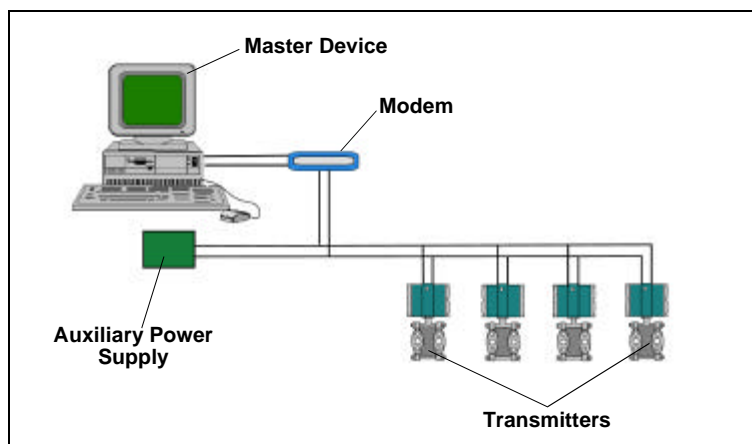 Master Device
Modem
Auxiliary Power
Supply
Transmitters